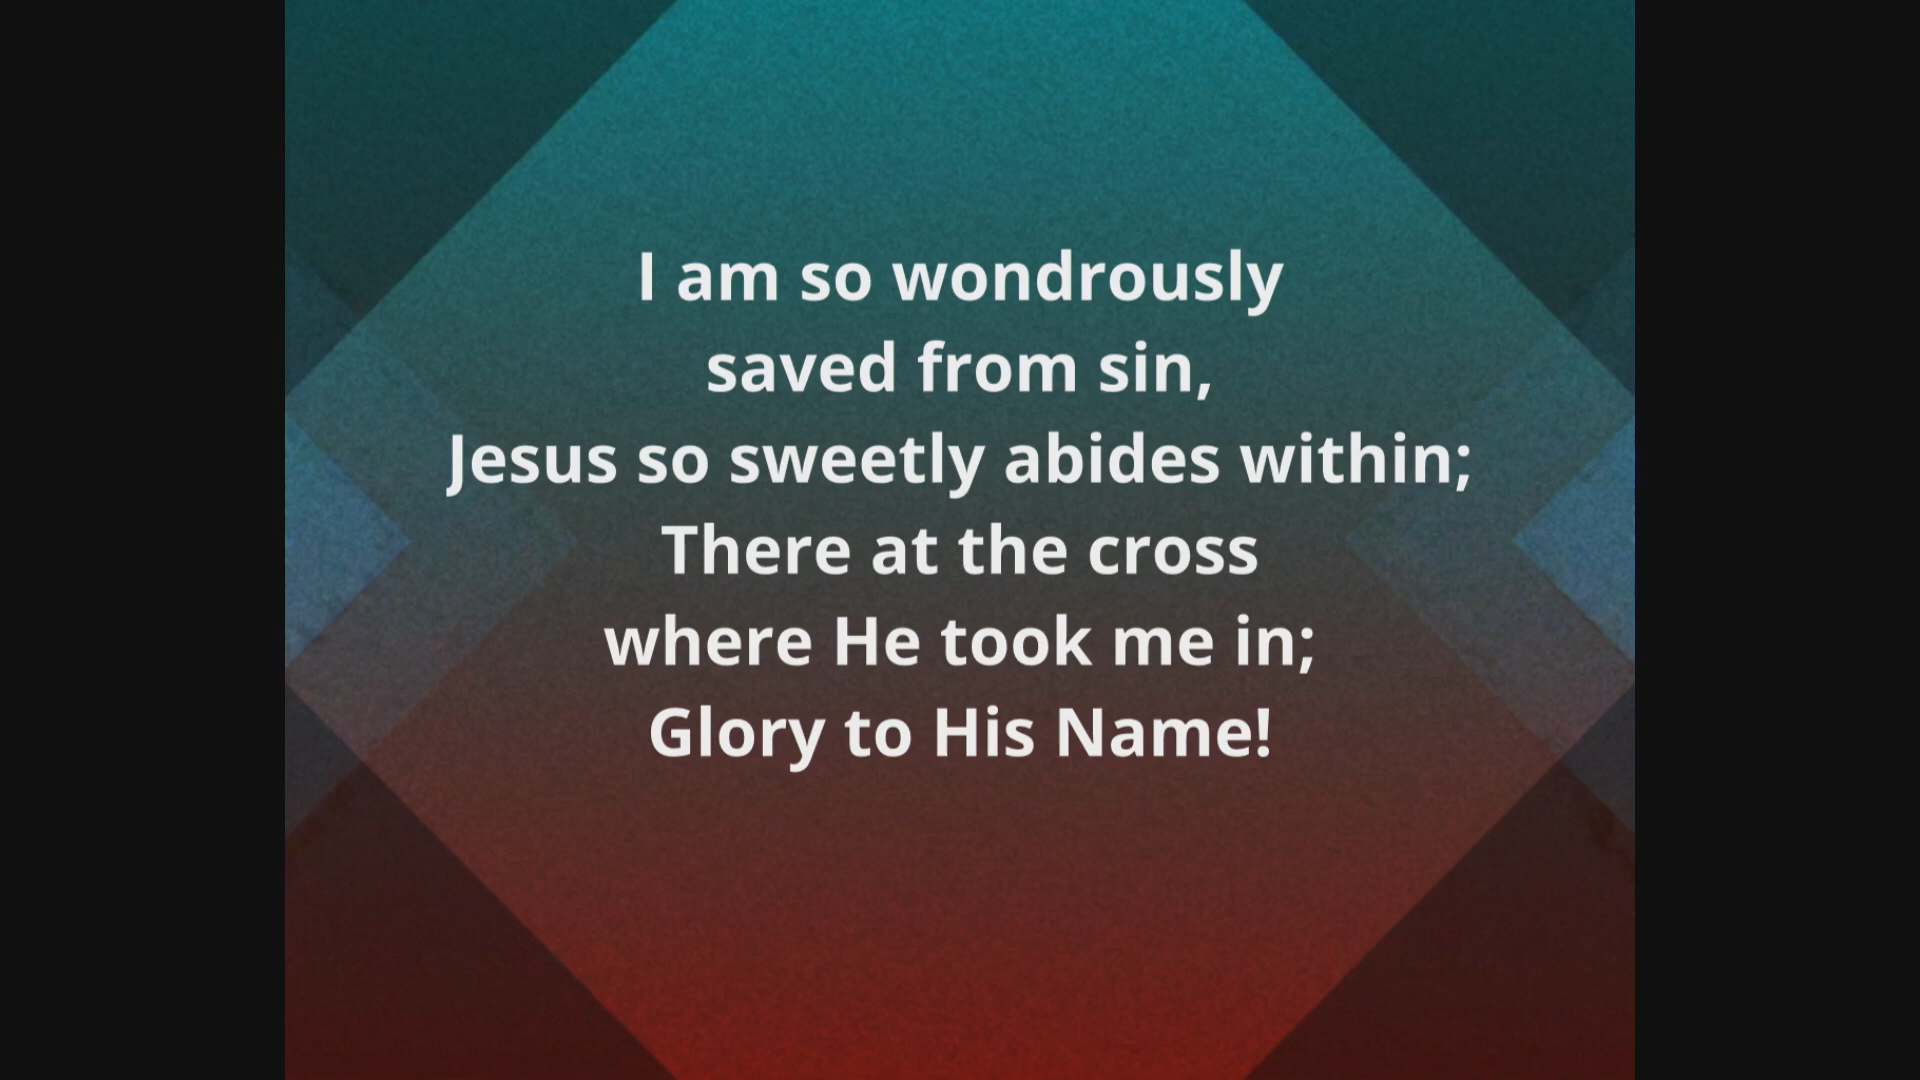 I am so wondrously
saved from sin,
Jesus so sweetly abides within;
There at the cross
where He took me in;
Glory to His Name!